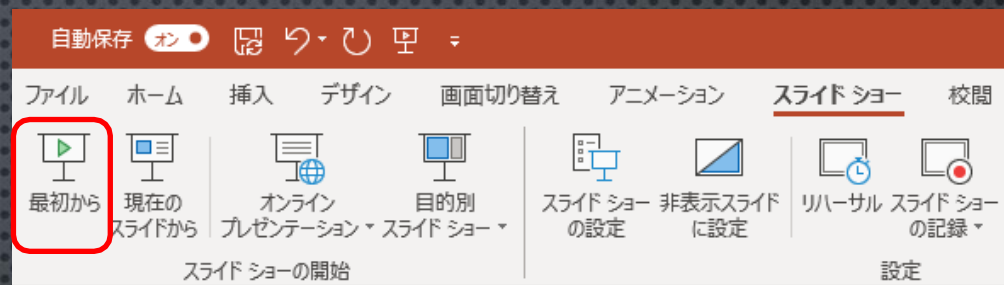 自動保存 オン
ファイル ホーム 挿入 デザイン 画面切り替え アニメーション スライド ショー 校閲
最初から 現在の オンライン 目的別 スライド ショー 非表示スライド リハーサル スライド ショー
スライドから プレゼンテーション スライド ショー の設定 に設定 の記録
スライド ショーの開始 設定